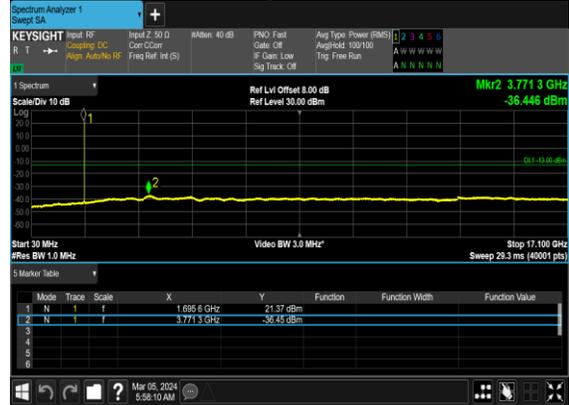 Spectrum Analyzer 1
Swept SA
KEYSIGHT Input: RF Input Z: 50 Ω #Atten: 40 dB PNO: Fast Avg Type: Power (RMS) 1 2 3 4 5 6
R T Coupling: DC Corr CCorr Gate: Off Avg|Hold: 100/100 A W W W W W
Align: Auto/No RF Freq Ref: Int (S) IF Gain: Low Trig: Free Run
Sig Track: Off A N N N N N
1 Spectrum Ref Lvl Offset 8.00 dB Mkr2 3.771 3 GHz
Scale/Div 10 dB Ref Level 30.00 dBm -36.446 dBm
Log
20.0
10.0
0.00
-10.0
-20.0
-30.0
-40.0
-50.0
-60.0
1
2
DL1 -13.00 dBm
Start 30 MHz Video BW 3.0 MHz* Stop 17.100 GHz
#Res BW 1.0 MHz Sweep 29.3 ms (40001 pts)
5 Marker Table
Mode Trace Scale X Y Function Function Width Function Value
1 N 1 f 1.695 6 GHz 21.37 dBm
2 N 1 f 3.771 3 GHz -36.45 dBm
3
4
5
6
? Mar 05, 2024
5:58:10 AM